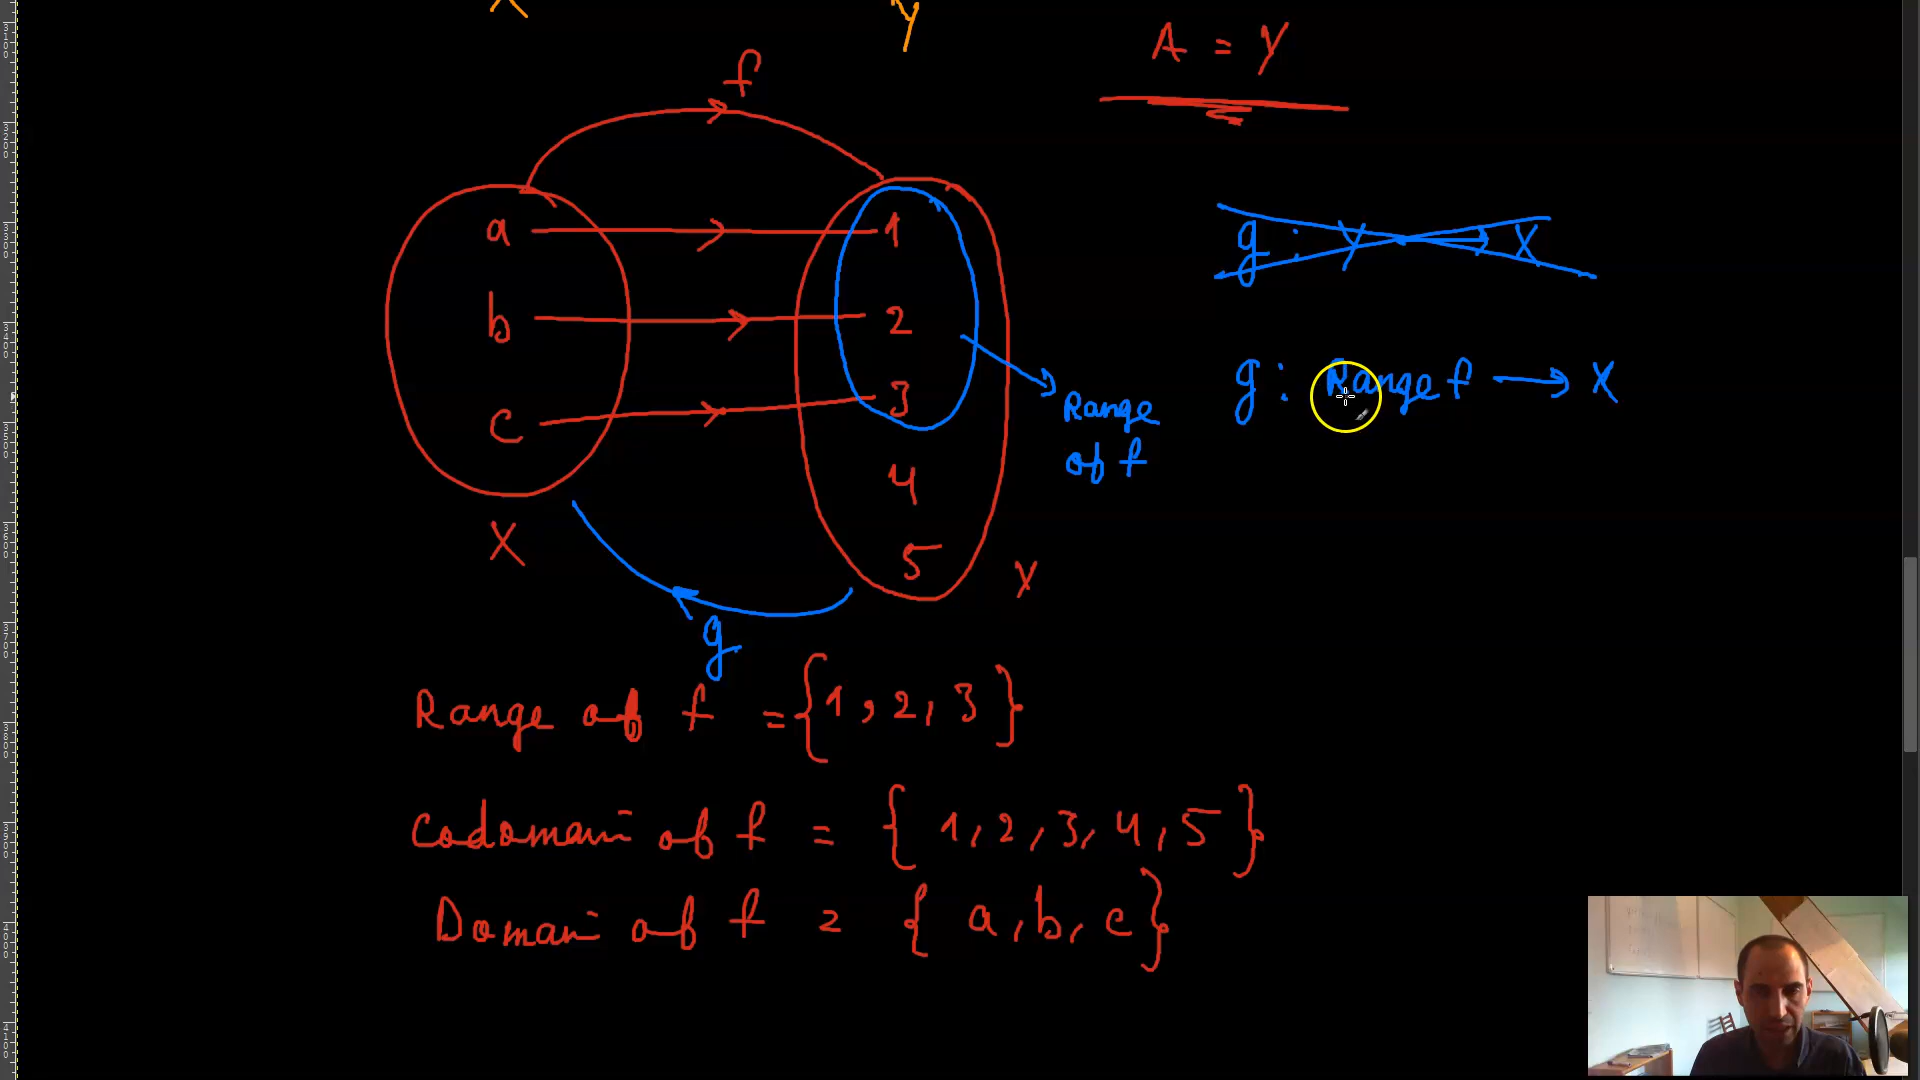 X Y
A = Y
f
a 1
g : Y → X
b 2
g : Range f → X
c 3
Range
of f
4
X 5 Y
g
Range of f = {1, 2, 3}
Codomain of f = { 1, 2, 3, 4, 5 }
Domain of f = { a, b, c }